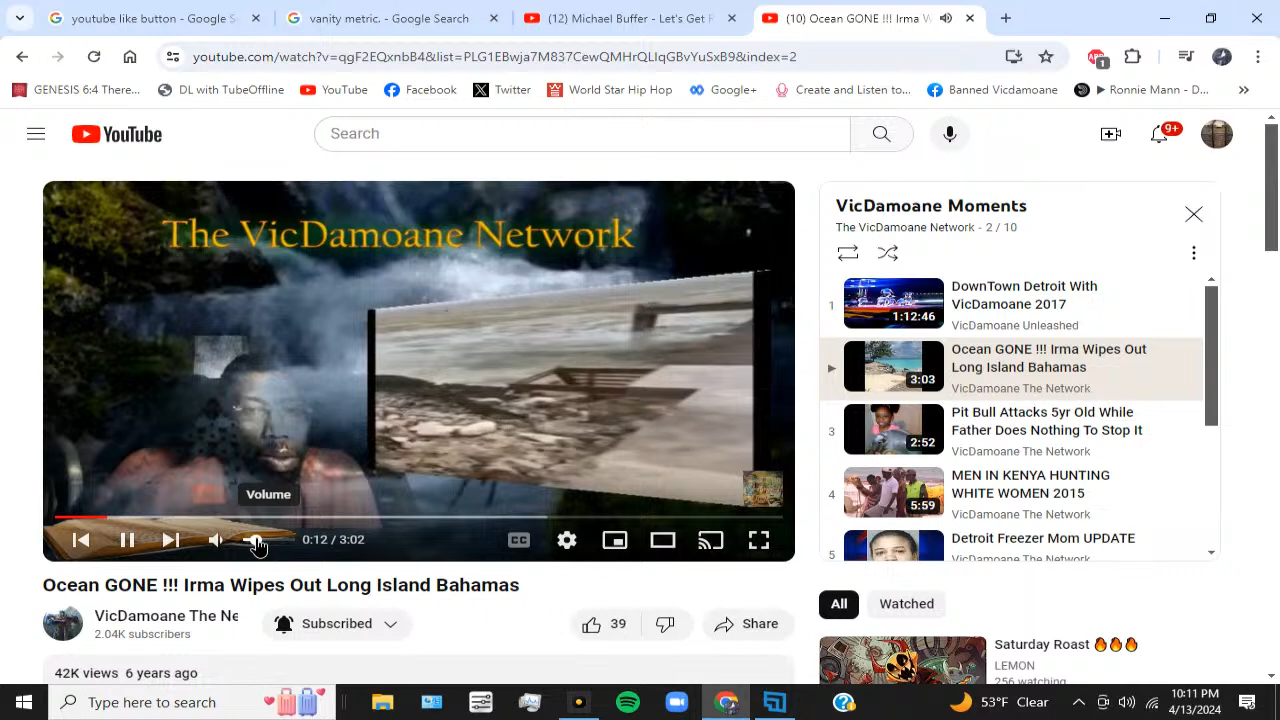 youtube like button - Google S
vanity metric. - Google Search
(12) Michael Buffer - Let's Get R
(10) Ocean GONE !!! Irma W
youtube.com/watch?v=qgF2EQxnbB4&list=PLG1EBwja7M837CewQMHrQLlqGBvYuSxB9&index=2
1
GENESIS 6:4 There...
DL with TubeOffline
YouTube
Facebook
Twitter
World Star Hip Hop
Google+
Create and Listen to...
Banned Vicdamoane
► Ronnie Mann - D...
YouTube
Search
9+
The VicDamoane Network
Volume
0:12 / 3:02
CC
Ocean GONE !!! Irma Wipes Out Long Island Bahamas
VicDamoane The Ne
2.04K subscribers
Subscribed
39
Share
42K views 6 years ago
VicDamoane Moments
The VicDamoane Network - 2 / 10
1
1:12:46
DownTown Detroit With
VicDamoane 2017
VicDamoane Unleashed
3:03
Ocean GONE !!! Irma Wipes Out
Long Island Bahamas
VicDamoane The Network
3
2:52
Pit Bull Attacks 5yr Old While
Father Does Nothing To Stop It
VicDamoane The Network
4
5:59
MEN IN KENYA HUNTING
WHITE WOMEN 2015
VicDamoane The Network
5
Detroit Freezer Mom UPDATE
VicDamoane The Network
All
Watched
Saturday Roast 🔥🔥🔥
LEMON
256 watching
Type here to search
53°F Clear
10:11 PM
4/13/2024